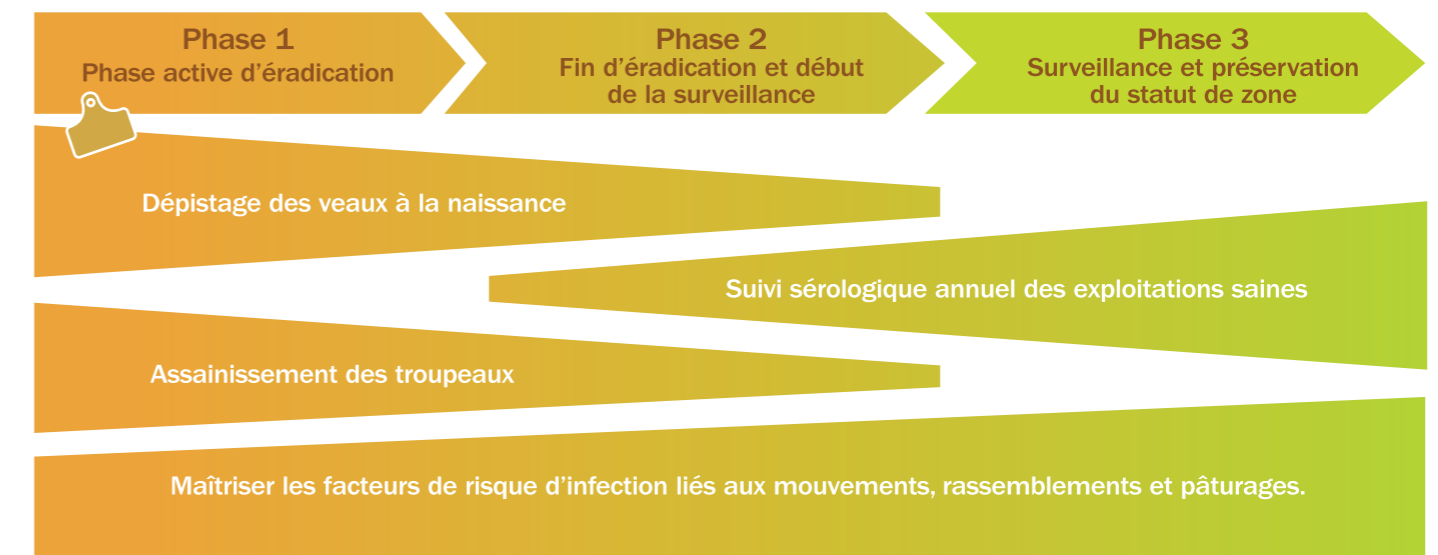 Phase 1
Phase active d’éradication
Phase 2
Fin d’éradication et début
de la surveillance
Phase 3
Surveillance et préservation
du statut de zone
Dépistage des veaux à la naissance
Suivi sérologique annuel des exploitations saines
Assainissement des troupeaux
Maîtriser les facteurs de risque d’infection liés aux mouvements, rassemblements et pâturages.